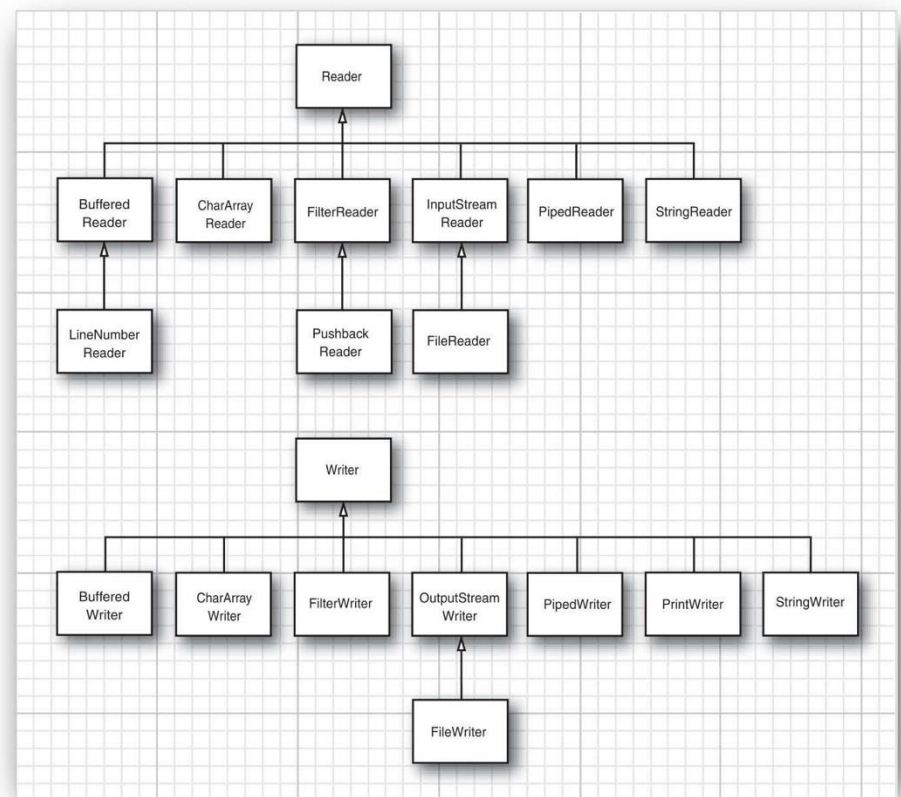 Reader
Buffered
Reader
CharArray
Reader
FilterReader
InputStream
Reader
PipedReader
StringReader
LineNumber
Reader
Pushback
Reader
FileReader
Writer
Buffered
Writer
CharArray
Writer
FilterWriter
OutputStream
Writer
PipedWriter
PrintWriter
StringWriter
FileWriter